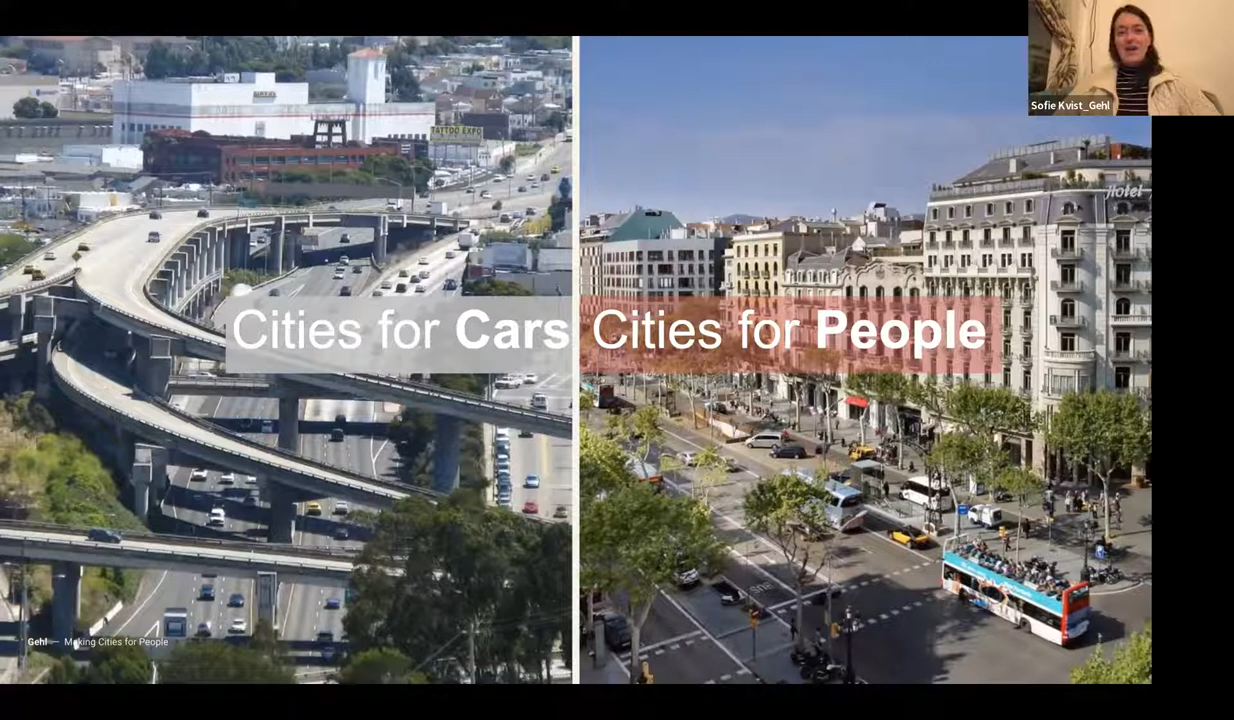 Sofie Kvist_Gehl
TATTOO EXPO
Hotel
Cities for Cars
Cities for People
Gehl — Making Cities for People